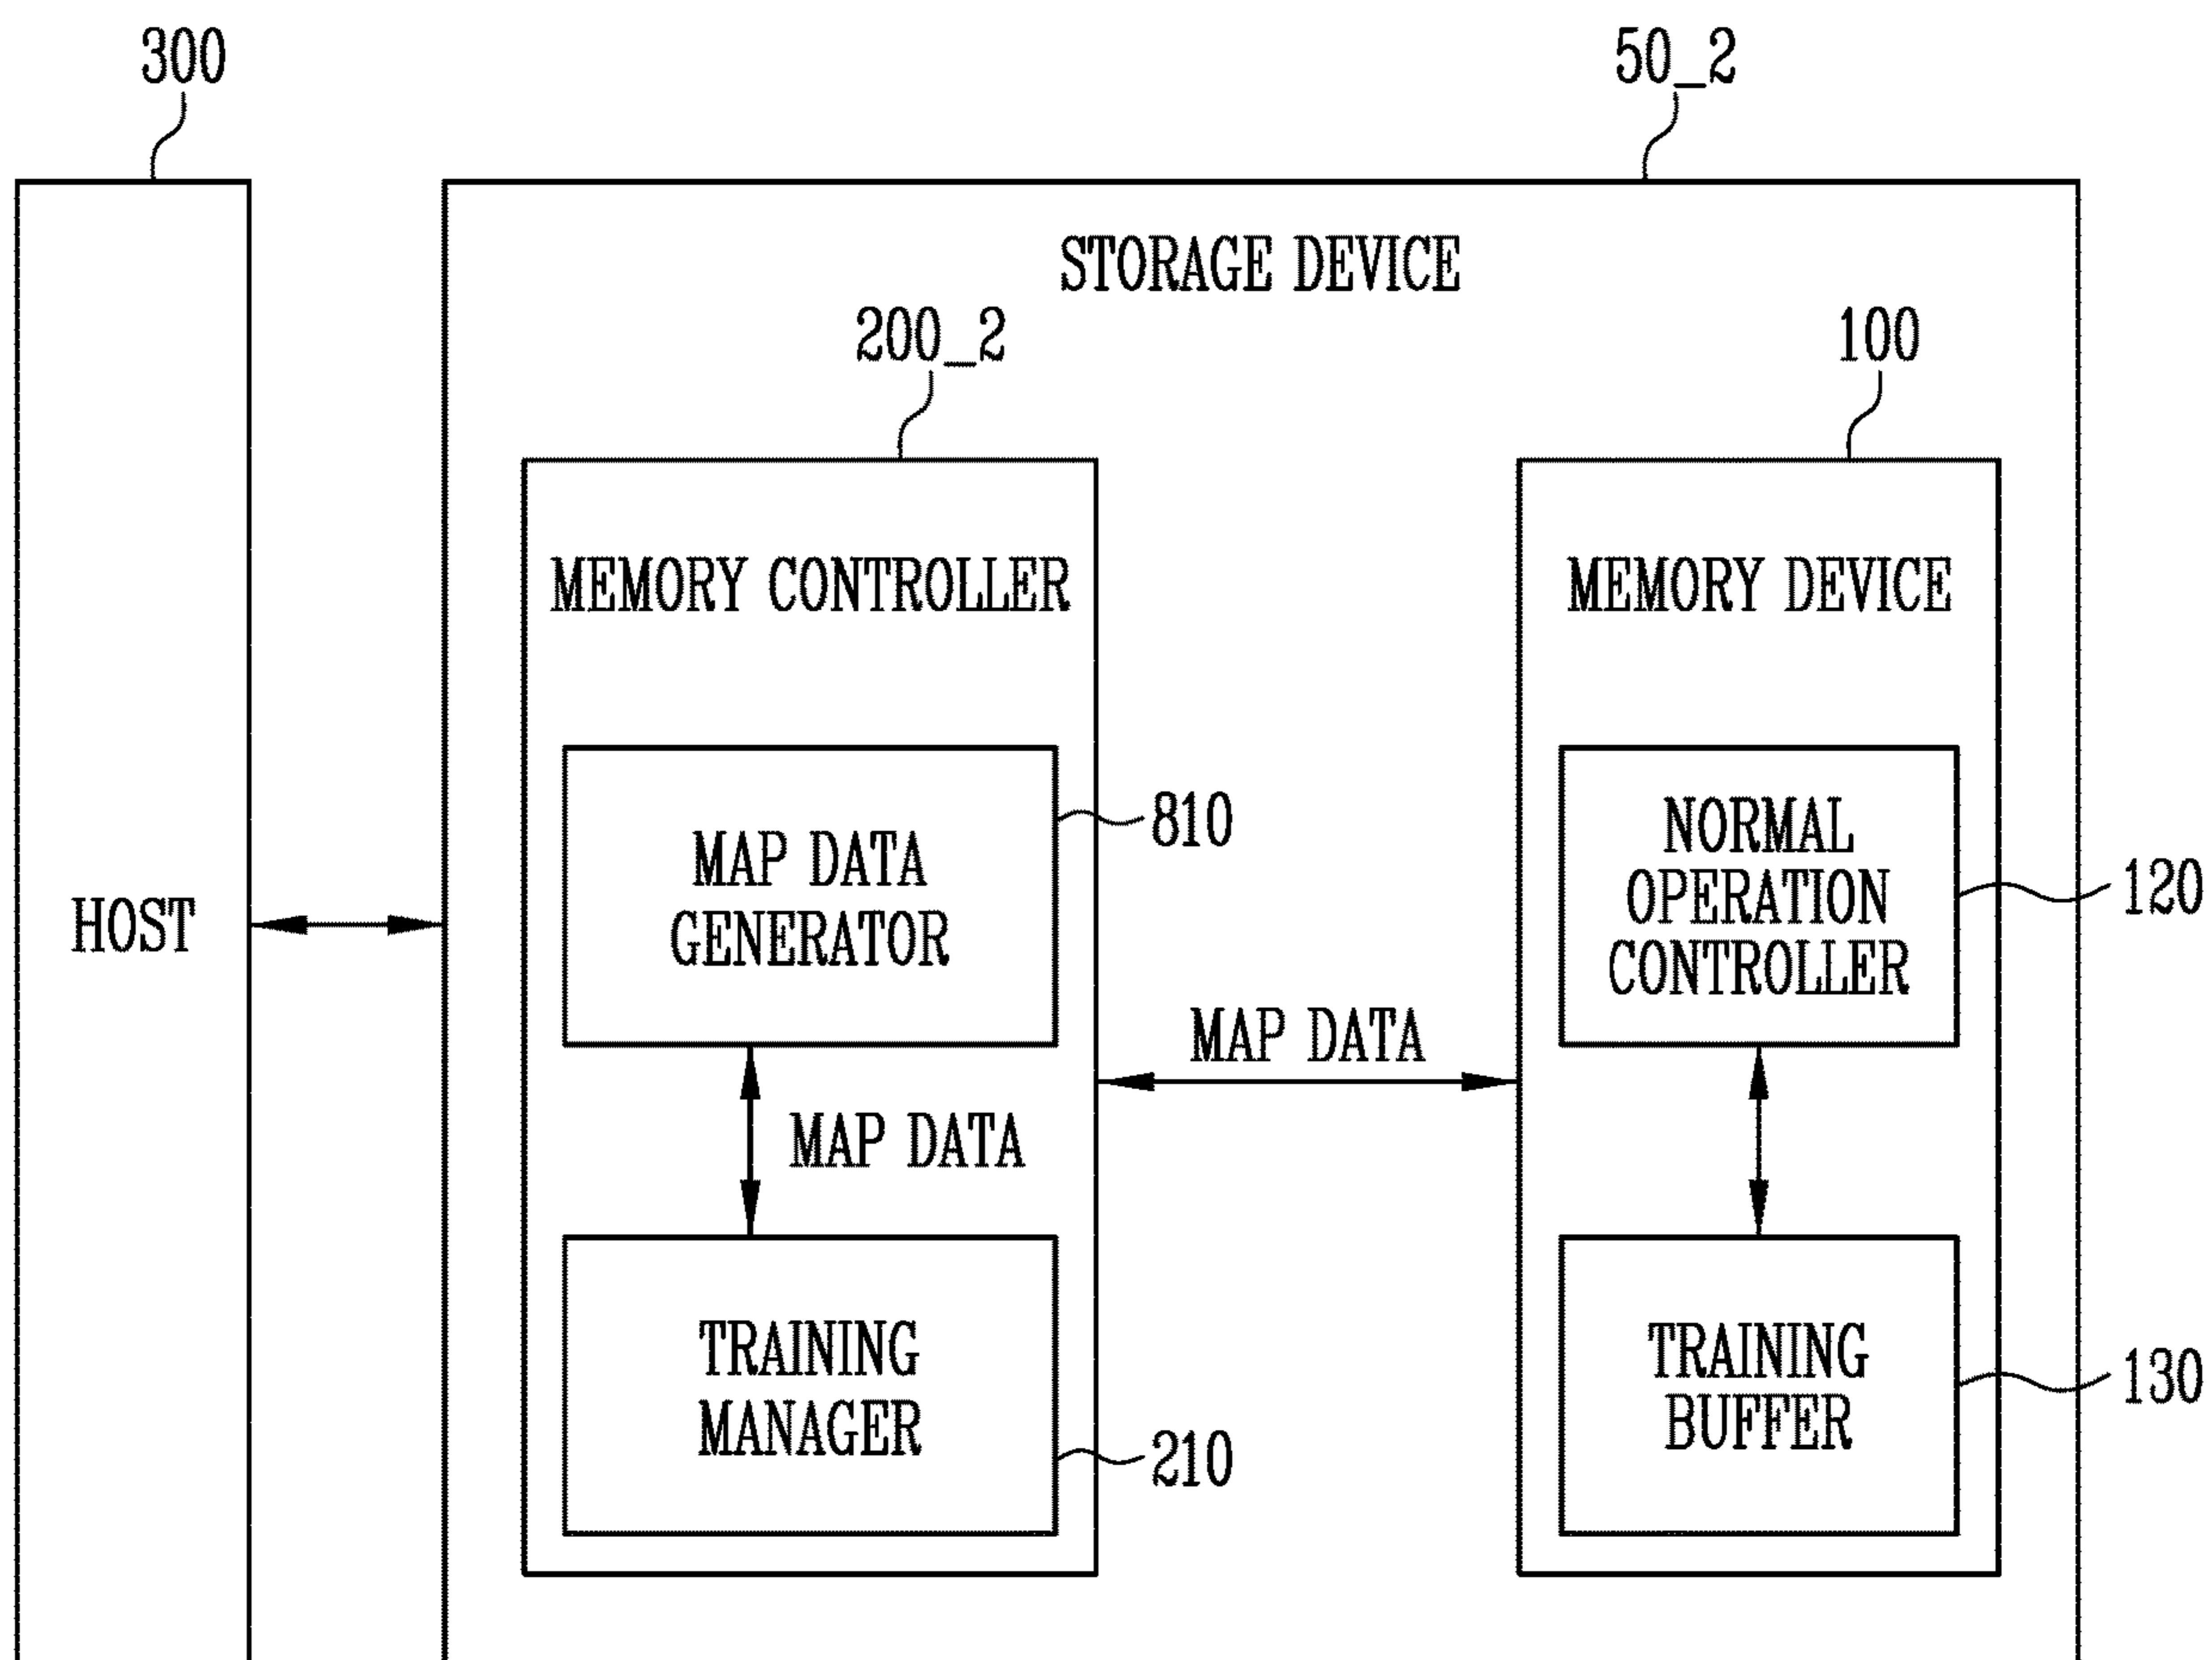 300
50_2
STORAGE DEVICE
200_2
100
MEMORY CONTROLLER
MEMORY DEVICE
810
MAP DATA
GENERATOR
NORMAL
OPERATION
CONTROLLER
120
HOST
MAP DATA
MAP DATA
TRAINING
MANAGER
210
TRAINING
BUFFER
130